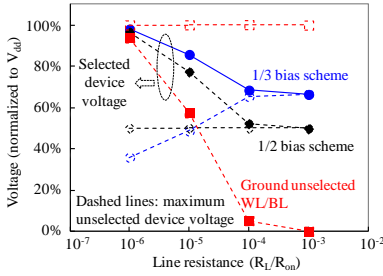 Voltage (normalized to V_dd)
100%
80%
60%
40%
20%
0%
Selected
device
voltage
1/3 bias scheme
1/2 bias scheme
Ground unselected
WL/BL
Dashed lines: maximum
unselected device voltage
10⁻⁷ 10⁻⁶ 10⁻⁵ 10⁻⁴ 10⁻³ 10⁻²
Line resistance (R_L/R_on)